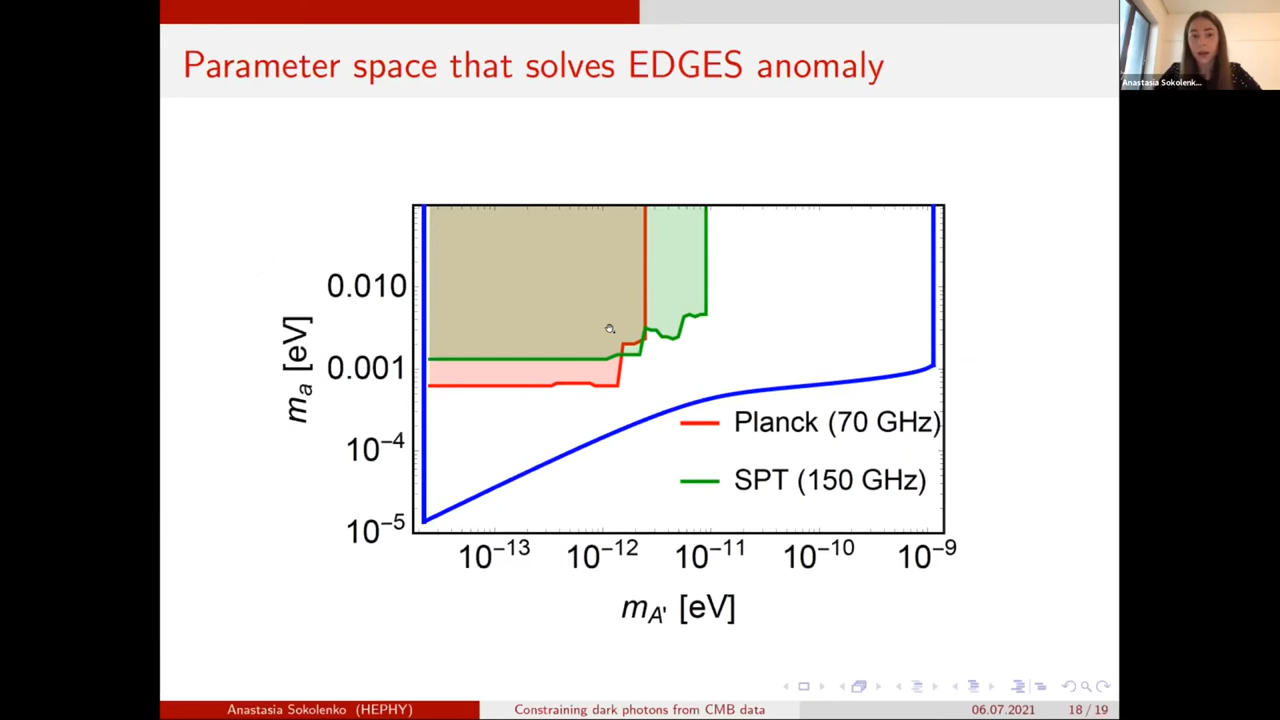 Parameter space that solves EDGES anomaly
Anastasia Sokolenk...
0.010
0.001
10⁻⁴
10⁻⁵
mₐ [eV]
Planck (70 GHz)
SPT (150 GHz)
10⁻¹³ 10⁻¹² 10⁻¹¹ 10⁻¹⁰ 10⁻⁹
m_A' [eV]
Anastasia Sokolenko (HEPHY) Constraining dark photons from CMB data 06.07.2021 18 / 19